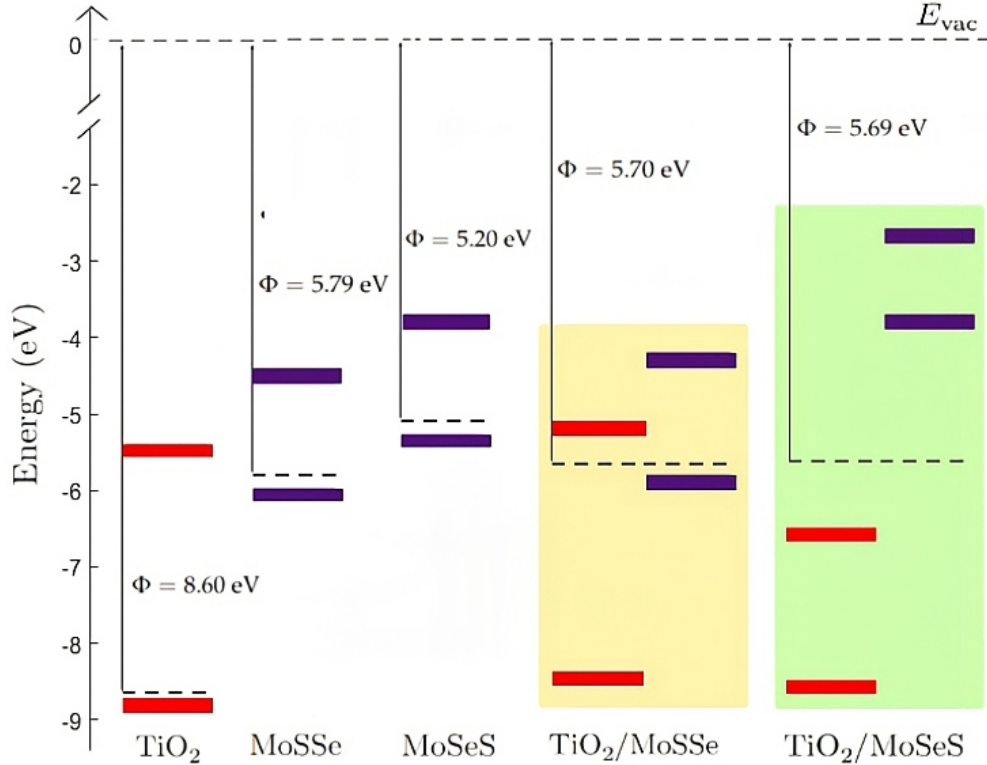 E_vac
0
Φ = 5.69 eV
Φ = 5.70 eV
-2
Φ = 5.20 eV
-3
Φ = 5.79 eV
-4
-5
-6
-7
Φ = 8.60 eV
-8
-9
Energy (eV)
TiO₂ MoSSe MoSeS TiO₂/MoSSe TiO₂/MoSeS